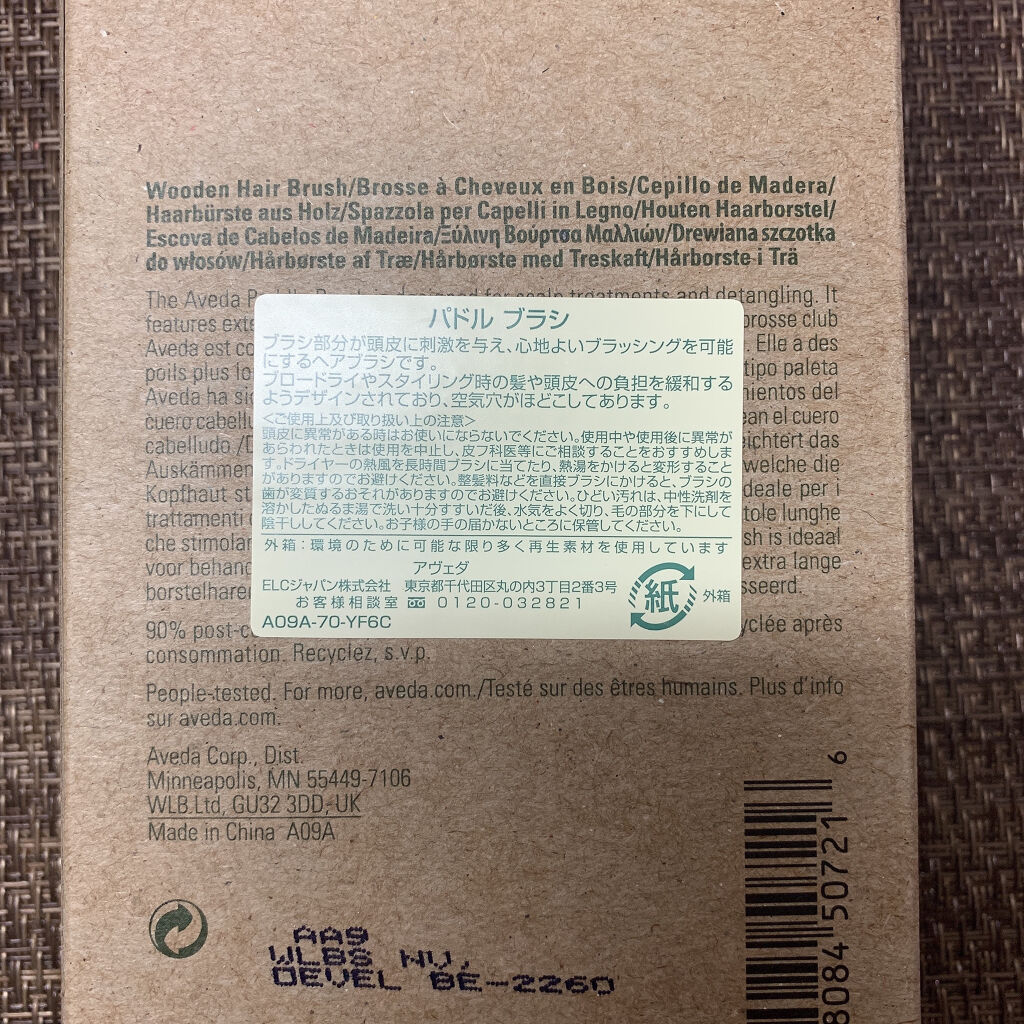 Wooden Hair Brush/Brosse à Cheveux en Bois/Cepillo de Madera/
Haarbürste aus Holz/Spazzola per Capelli in Legno/Houten Haarborstel/
Escova de Cabelos de Madeira/Ξύλινη Βούρτσα Μαλλιών/Drewiana szczotka
do włosów/Hårbørste af Træ/Hårbørste med Treskaft/Hårborste i Trä
The Aveda designed for scalp treatments and detangling. It
features brosse club
Aveda est Elle a des
poils plus tipo paleta
Aveda ha
cuero el cuero
cabelludo das
Auskämmen welche die
Kopfhaut per i
trattamenti lunghe
che is ideaal
voor extra lange
パドル ブラシ
ブラシ部分が頭皮に刺激を与え、心地よいブラッシングを可能
にするヘアブラシです。
ブロードライやスタイリング時の髪や頭皮への負担を緩和する
ようデザインされており、空気穴がほどこしてあります。
<ご使用上及び取り扱い上の注意>
頭皮に異常がある時はお使いにならないでください。使用中や使用後に異常が
あらわれたときは使用を中止し、皮フ科医等にご相談することをおすすめしま
す。ドライヤーの熱風を長時間ブラシに当てたり、熱湯をかけると変形すること
がありますのでお避けください。整髪料などを直接ブラシにかけると、ブラシの
歯が変質するおそれがありますのでお避けください。ひどい汚れは、中性洗剤を
溶かしたぬるま湯で洗い十分すすいだ後、水気をよく切り、毛の部分を下にして
陰干ししてください。お子様の手の届かないところに保管してください。
外箱：環境のために可能な限り多く再生素材を使用しています
アヴェダ
ELCジャパン株式会社 東京都千代田区丸の内3丁目2番3号
お客様相談室 0120-032821
A09A-70-YF6C
紙 外箱
90% après
consommation. Recyclez, s.v.p.
People-tested. For more, aveda.com./Testé sur des êtres humains. Plus d'info
sur aveda.com.
Aveda Corp., Dist.
Minneapolis, MN 55449-7106
WLB Ltd, GU32 3DD, UK
Made in China A09A
AA9
WLBS NV,
DEVEL BE-2260
8084 50721 6